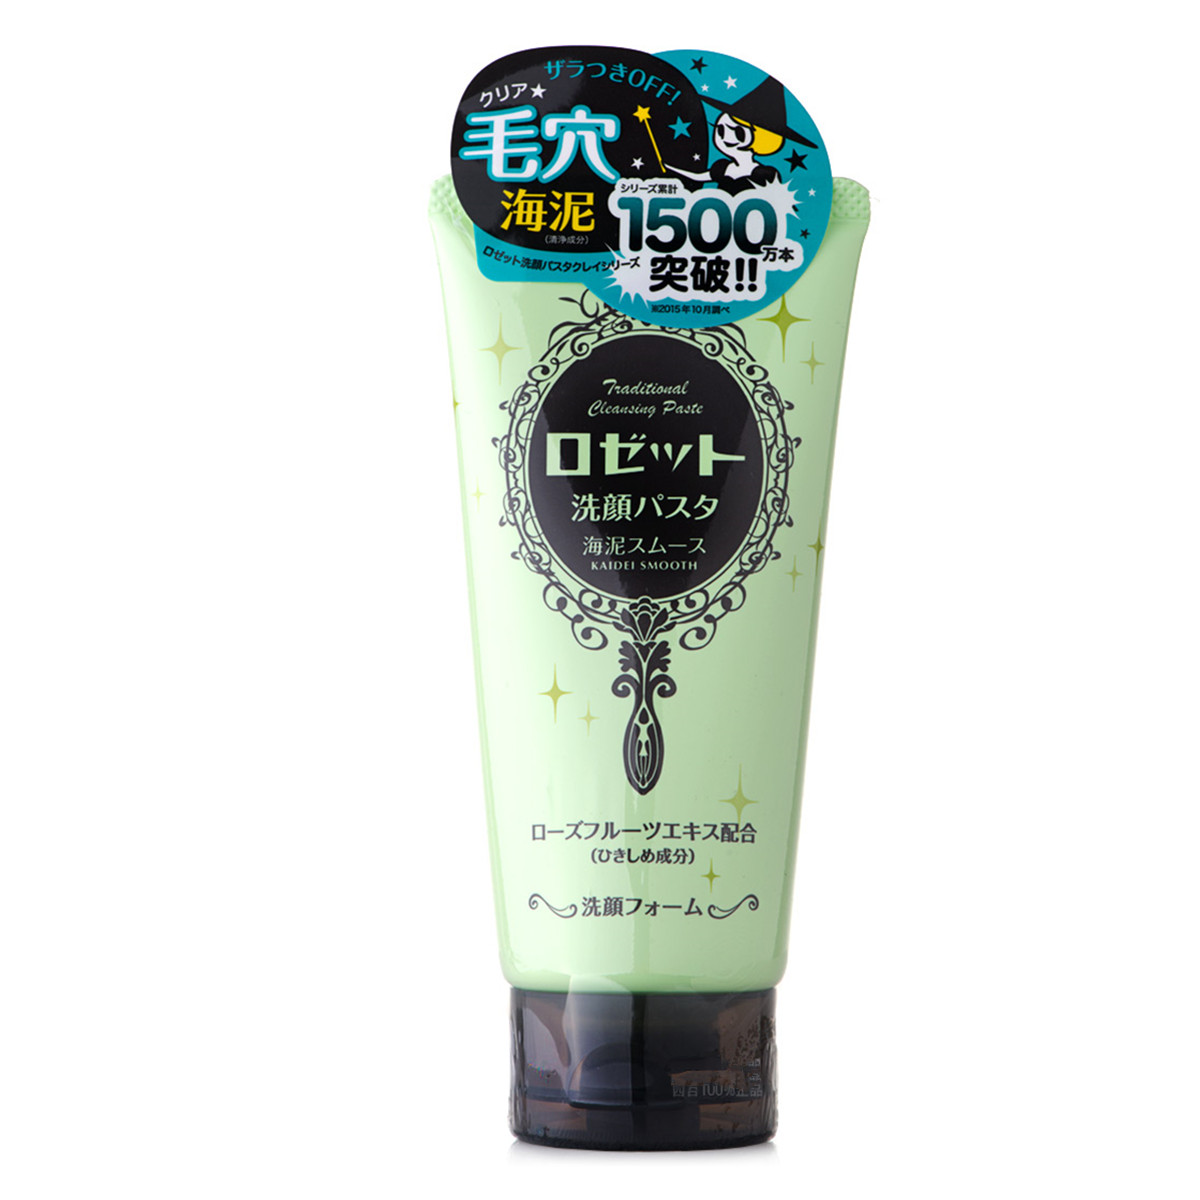 ザラつきOFF!
クリア★
毛穴
海泥
(清浄成分)
ロゼット洗顔パスタクレイシリーズ
シリーズ累計
1500万本
突破!!
※2015年10月調べ
Traditional
Cleansing Paste
ロゼット
洗顔パスタ
海泥スムース
KAIDEI SMOOTH
ローズフルーツエキス配合
(ひきしめ成分)
洗顔フォーム